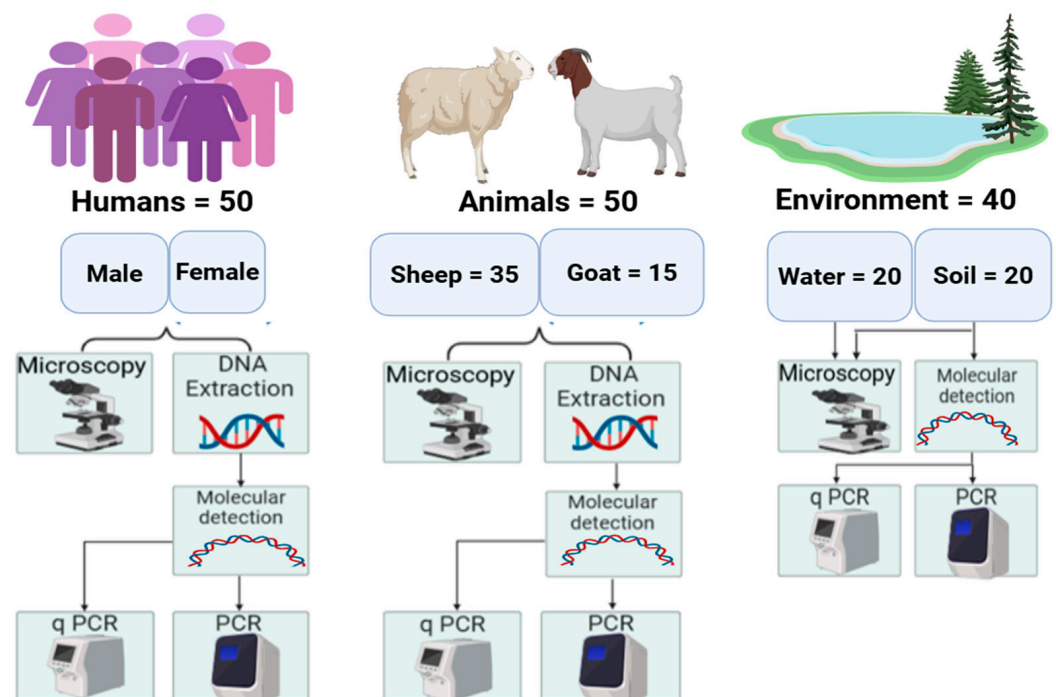 Humans = 50
Animals = 50
Environment = 40
Male
Female
Sheep = 35
Goat = 15
Water = 20
Soil = 20
Microscopy
DNA
Extraction
Molecular
detection
q PCR
PCR
Microscopy
DNA
Extraction
Molecular
detection
q PCR
PCR
Microscopy
Molecular
detection
q PCR
PCR